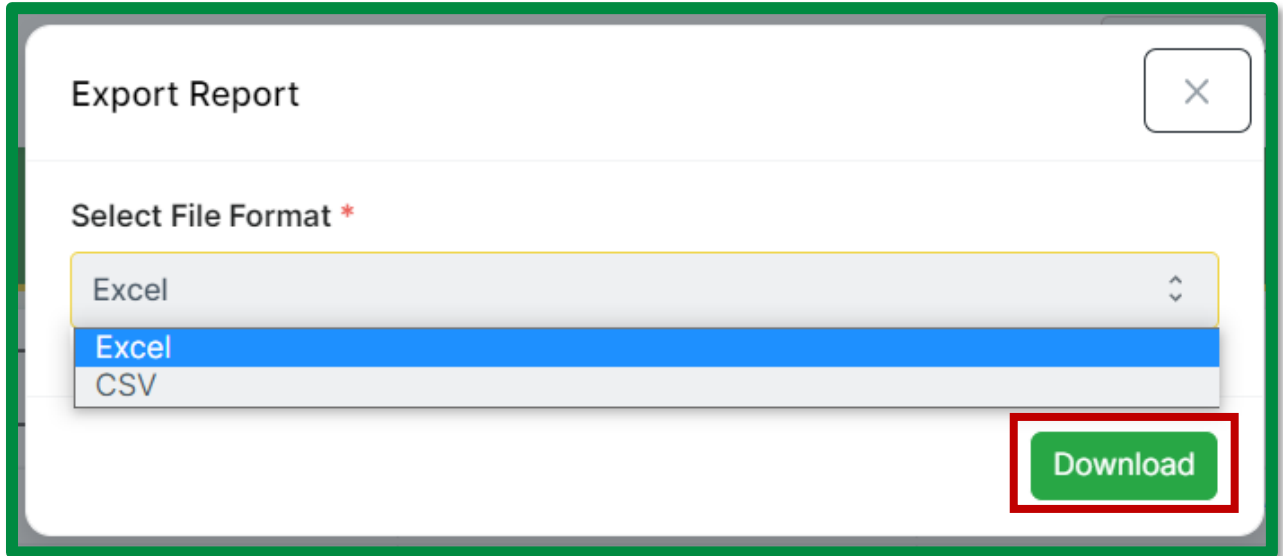 Export Report
Select File Format *
Excel
Excel
CSV
Download